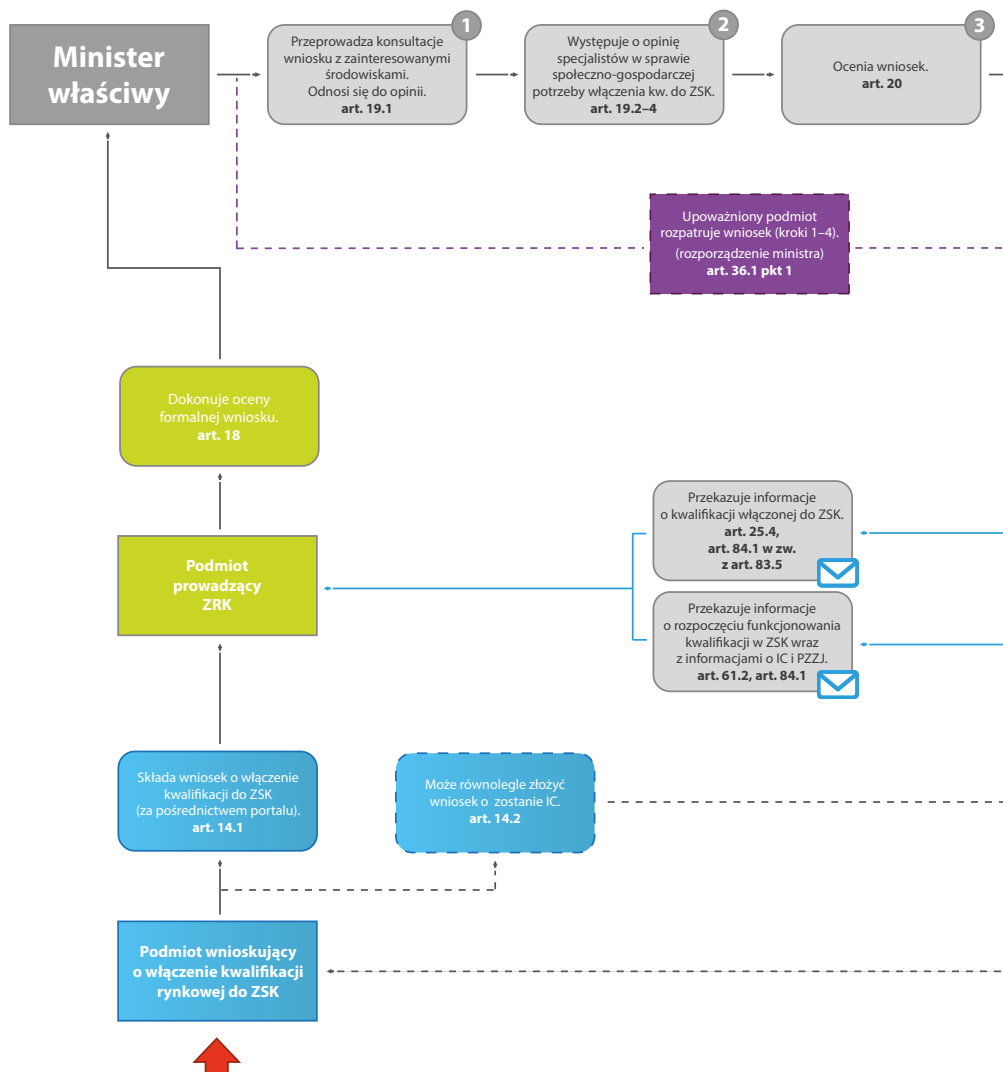 Minister
właściwy
1
Przeprowadza konsultacje
wniosku z zainteresowanymi
środowiskami.
Odnosi się do opinii.
art. 19.1
2
Występuje o opinię
specjalistów w sprawie
społeczno-gospodarczej
potrzeby włączenia kw. do ZSK.
art. 19.2–4
3
Ocenia wniosek.
art. 20
Upoważniony podmiot
rozpatruje wniosek (kroki 1–4).
(rozporządzenie ministra)
art. 36.1 pkt 1
Dokonuje oceny
formalnej wniosku.
art. 18
Przekazuje informacje
o kwalifikacji włączonej do ZSK.
art. 25.4,
art. 84.1 w zw.
z art. 83.5
Podmiot
prowadzący
ZRK
Przekazuje informacje
o rozpoczęciu funkcjonowania
kwalifikacji w ZSK wraz
z informacjami o IC i PZZJ.
art. 61.2, art. 84.1
Składa wniosek o włączenie
kwalifikacji do ZSK
(za pośrednictwem portalu).
art. 14.1
Może równolegle złożyć
wniosek o zostanie IC.
art. 14.2
Podmiot wnioskujący
o włączenie kwalifikacji
rynkowej do ZSK